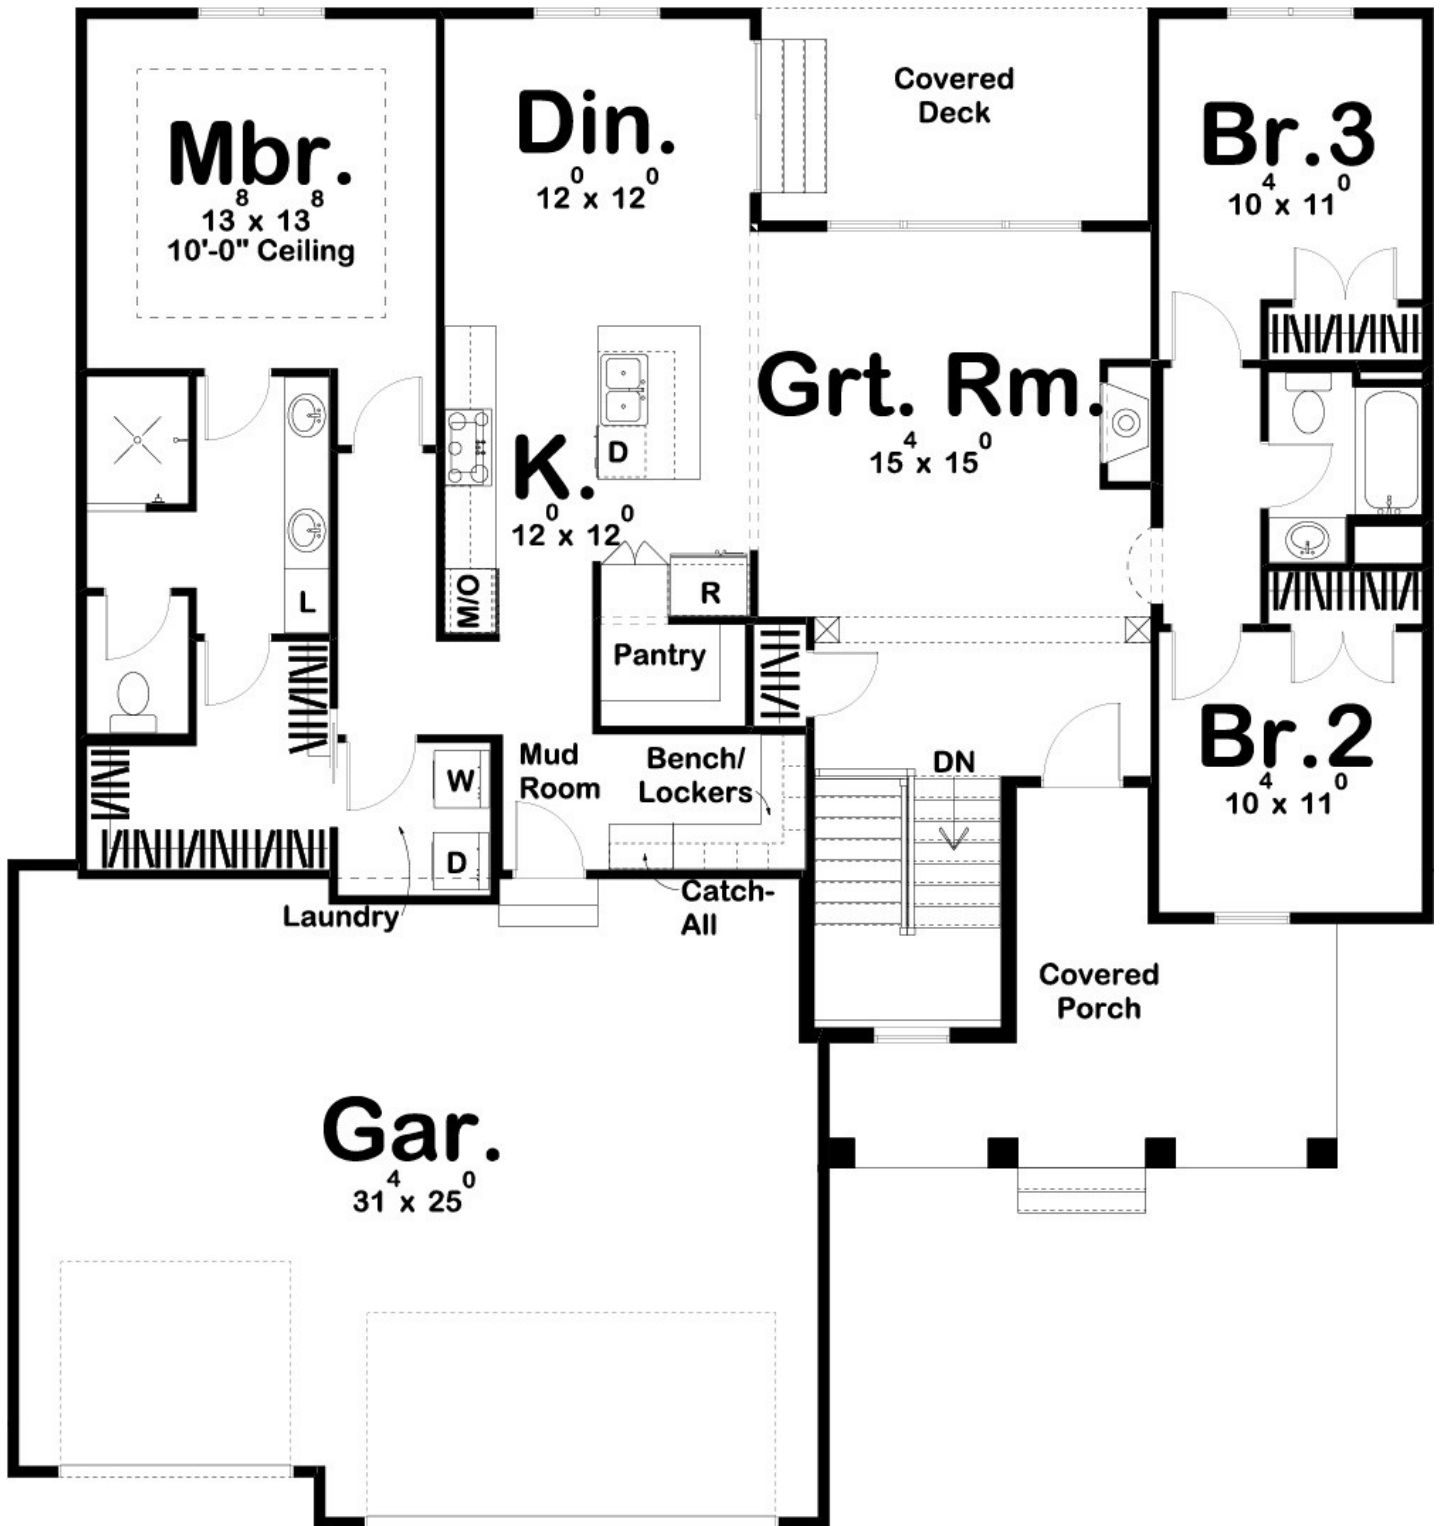 Mbr.
13⁸ x 13⁸
10'-0" Ceiling
Din.
12⁰ x 12⁰
Covered
Deck
Br.3
10⁴ x 11⁰
Grt. Rm.
15⁴ x 15⁰
K.
12⁰ x 12⁰
D
M/O
R
L
Pantry
Mud
Room
Bench/
Lockers
W
D
Laundry
Catch-
All
DN
Br.2
10⁴ x 11⁰
Covered
Porch
Gar.
31⁴ x 25⁰